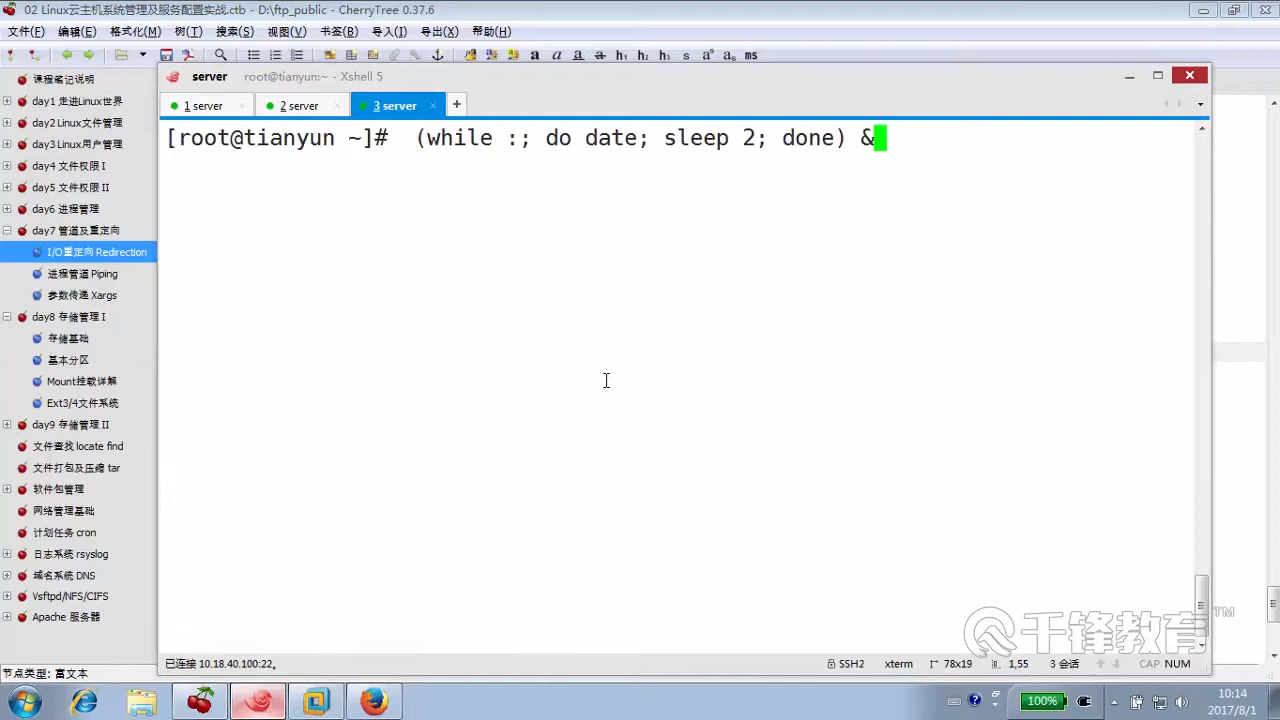 02 Linux云主机系统管理及服务配置实战.ctb - D:\ftp_public - CherryTree 0.37.6
文件(F) 编辑(E) 格式化(M) 树(T) 搜索(S) 视图(V) 书签(B) 导入(I) 导出(X) 帮助(H)
a a a a h₁ h₂ h₃ s aˢ aₛ ms
课程笔记说明
day1 走进Linux世界
day2 Linux文件管理
day3 Linux用户管理
day4 文件权限 I
day5 文件权限 II
day6 进程管理
day7 管道及重定向
I/O重定向 Redirection
进程管道 Piping
参数传递 Xargs
day8 存储管理 I
存储基础
基本分区
Mount挂载详解
Ext3/4文件系统
day9 存储管理 II
文件查找 locate find
文件打包及压缩 tar
软件包管理
网络管理基础
计划任务 cron
日志系统 rsyslog
域名系统 DNS
Vsftpd/NFS/CIFS
Apache 服务器
节点类型: 富文本
server root@tianyun:~ - Xshell 5
1 server 2 server 3 server +
[root@tianyun ~]#  (while :; do date; sleep 2; done) &
千锋教育 TM
已连接 10.18.40.100:22。 SSH2 xterm 78x19 1,55 3 会话 CAP NUM
100% 10:14
2017/8/1